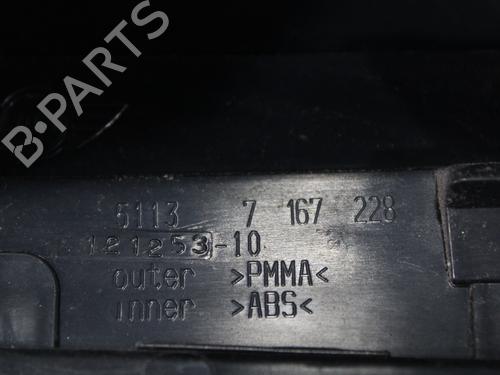 B-PARTS
5113 7 167 228
121253-10
outer >PMMA<
inner >ABS<